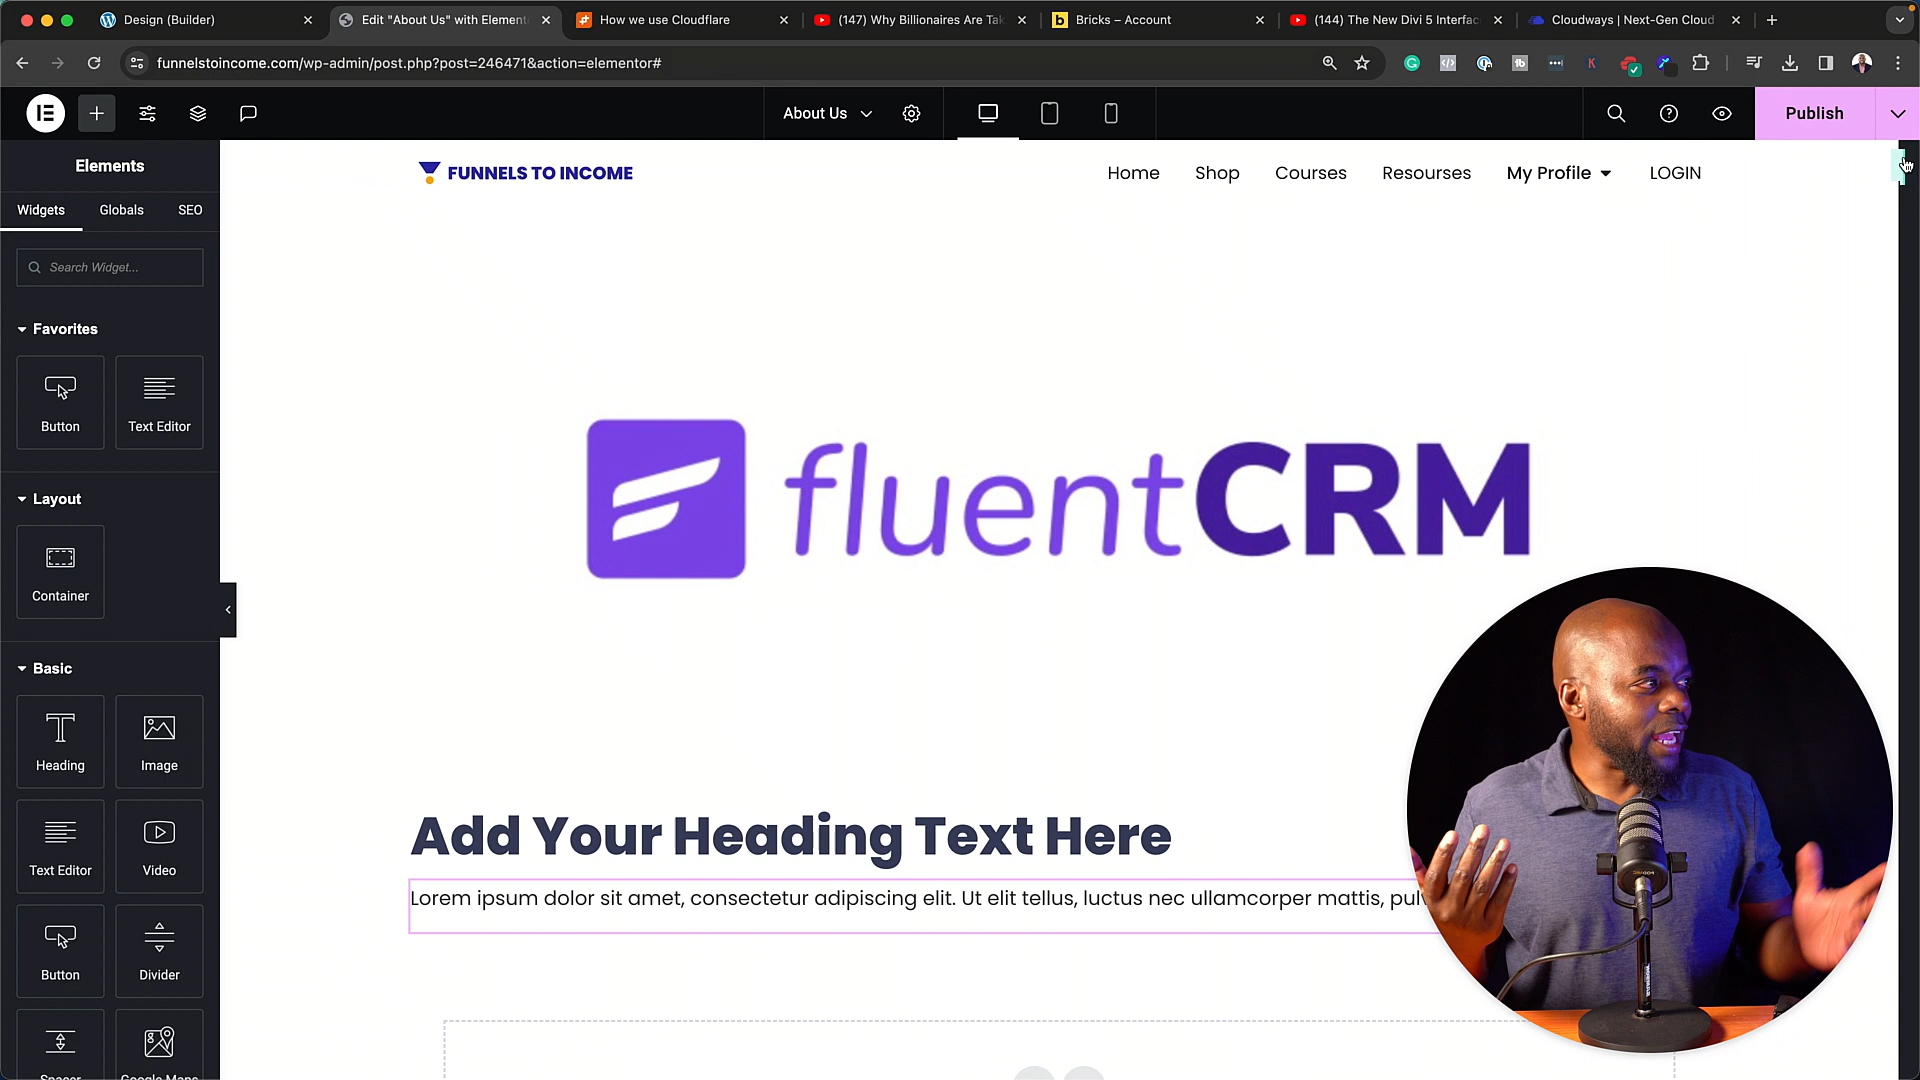 Design (Builder)
Edit "About Us" with Element
How we use Cloudflare
(147) Why Billionaires Are Tak
Bricks – Account
(144) The New Divi 5 Interfac
Cloudways | Next-Gen Cloud
funnelstoincome.com/wp-admin/post.php?post=246471&action=elementor#
About Us
Publish
Elements
Widgets
Globals
SEO
Search Widget...
Favorites
Button
Text Editor
Layout
Container
Basic
Heading
Image
Text Editor
Video
Button
Divider
Spacer
Google Maps
FUNNELS TO INCOME
Home
Shop
Courses
Resourses
My Profile
LOGIN
fluentCRM
Add Your Heading Text Here
Lorem ipsum dolor sit amet, consectetur adipiscing elit. Ut elit tellus, luctus nec ullamcorper mattis,